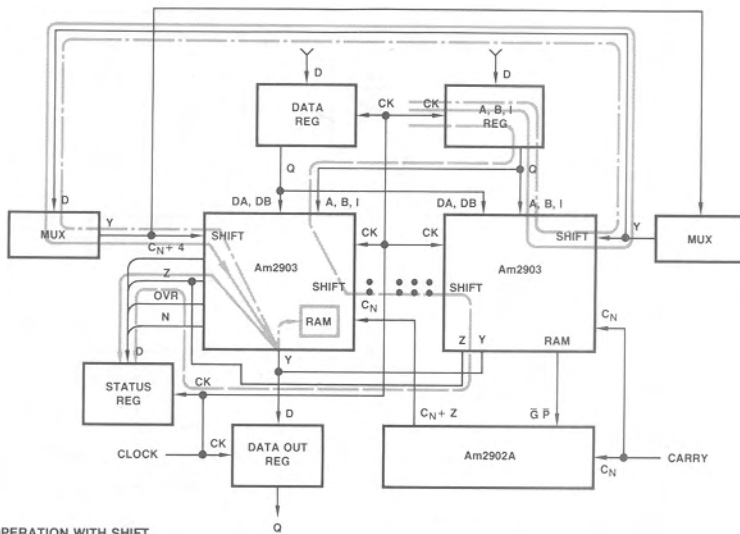 D
D
DATA
REG
CK
CK
A, B, I
REG
Q
Q
D
DA, DB
A, B, I
DA, DB
A, B, I
MUX
Y
SHIFT
CK
CK
SHIFT
Y
MUX
CN + 4
Am2903
Am2903
Z
SHIFT
SHIFT
OVR
RAM
CN
CN
N
Z
Y
RAM
D
Y
STATUS
REG
CK
D
CN + Z
G̅ P̅
CLOCK
CK
DATA OUT
REG
Am2902A
CN
CARRY
Q
OPERATION WITH SHIFT